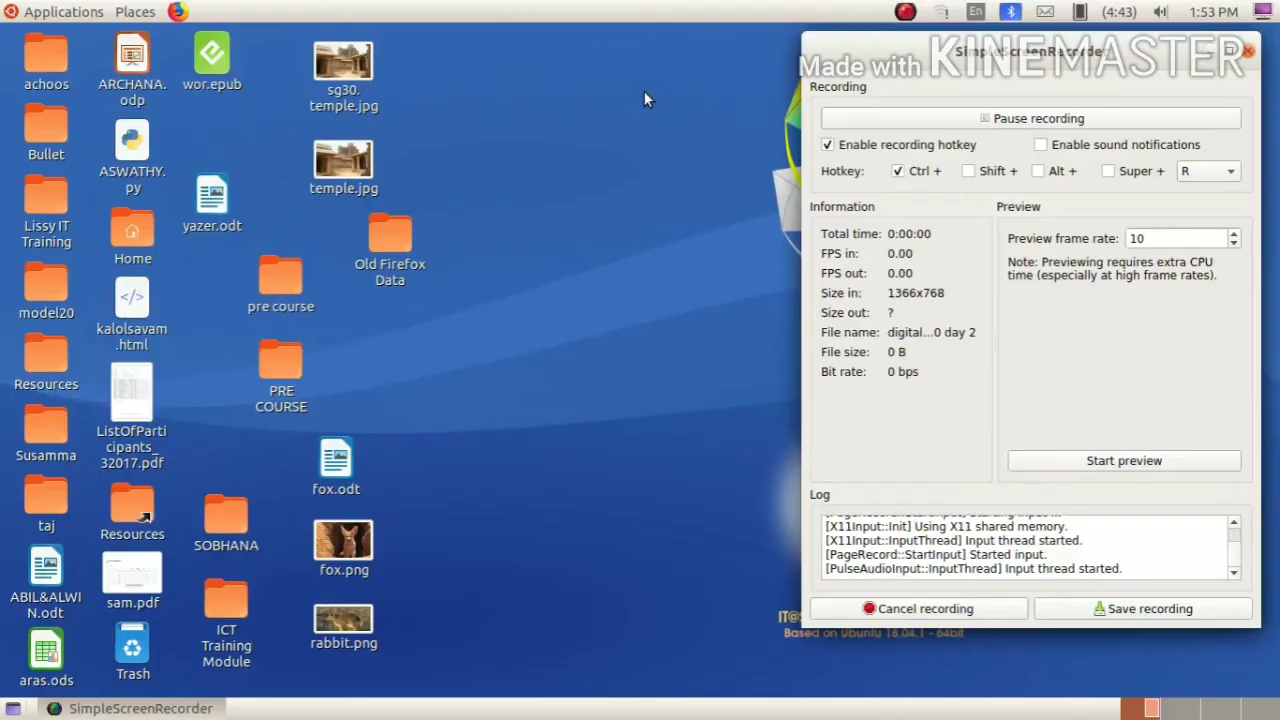 Applications Places
En
(4:43)
1:53 PM
achoos
ARCHANA.
odp
wor.epub
sg30.
temple.jpg
Bullet
ASWATHY.
py
temple.jpg
Lissy IT
Training
Home
yazer.odt
Old Firefox
Data
model20
kalolsavam
.html
pre course
Resources
ListOfParti
cipants_
32017.pdf
PRE
COURSE
Susamma
fox.odt
taj
Resources
SOBHANA
fox.png
ABIL&ALWI
N.odt
sam.pdf
ICT
Training
Module
rabbit.png
aras.ods
Trash
SimpleScreenRecorder
Made with KINEMASTER
Recording
Pause recording
Enable recording hotkey
Enable sound notifications
Hotkey: Ctrl + Shift + Alt + Super + R
Information
Total time: 0:00:00
FPS in: 0.00
FPS out: 0.00
Size in: 1366x768
Size out: ?
File name: digital...0 day 2
File size: 0 B
Bit rate: 0 bps
Preview
Preview frame rate: 10
Note: Previewing requires extra CPU
time (especially at high frame rates).
Start preview
Log
[X11Input::Init] Using X11 shared memory.
[X11Input::InputThread] Input thread started.
[PageRecord::StartInput] Started input.
[PulseAudioInput::InputThread] Input thread started.
Cancel recording
Save recording
Based on Ubuntu 18.04.1 - 64bit
SimpleScreenRecorder